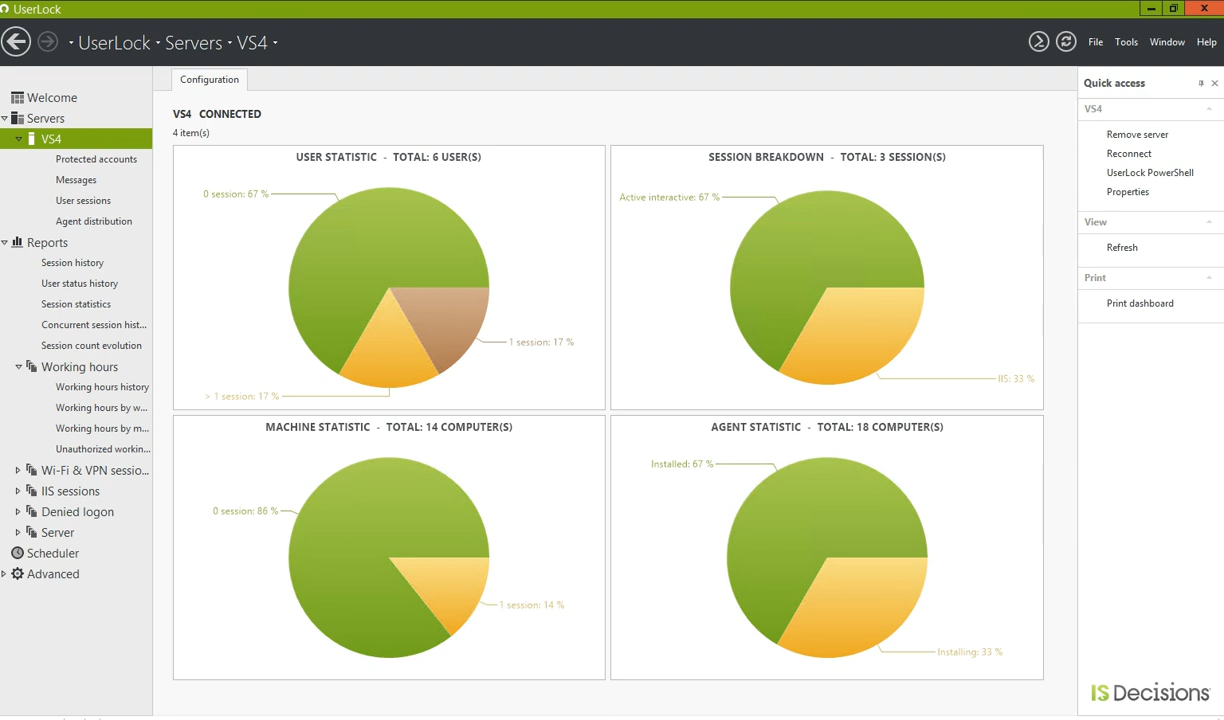 UserLock
UserLock · Servers · VS4
File Tools Window Help
Welcome
Servers
VS4
Protected accounts
Messages
User sessions
Agent distribution
Reports
Session history
User status history
Session statistics
Concurrent session hist...
Session count evolution
Working hours
Working hours history
Working hours by w...
Working hours by m...
Unauthorized workin...
Wi-Fi & VPN sessio...
IIS sessions
Denied logon
Server
Scheduler
Advanced
Configuration
VS4 CONNECTED
4 item(s)
USER STATISTIC - TOTAL: 6 USER(S)
0 session: 67 %
1 session: 17 %
> 1 session: 17 %
SESSION BREAKDOWN - TOTAL: 3 SESSION(S)
Active interactive: 67 %
IIS: 33 %
MACHINE STATISTIC - TOTAL: 14 COMPUTER(S)
0 session: 86 %
1 session: 14 %
AGENT STATISTIC - TOTAL: 18 COMPUTER(S)
Installed: 67 %
Installing: 33 %
Quick access
VS4
Remove server
Reconnect
UserLock PowerShell
Properties
View
Refresh
Print
Print dashboard
IS Decisions